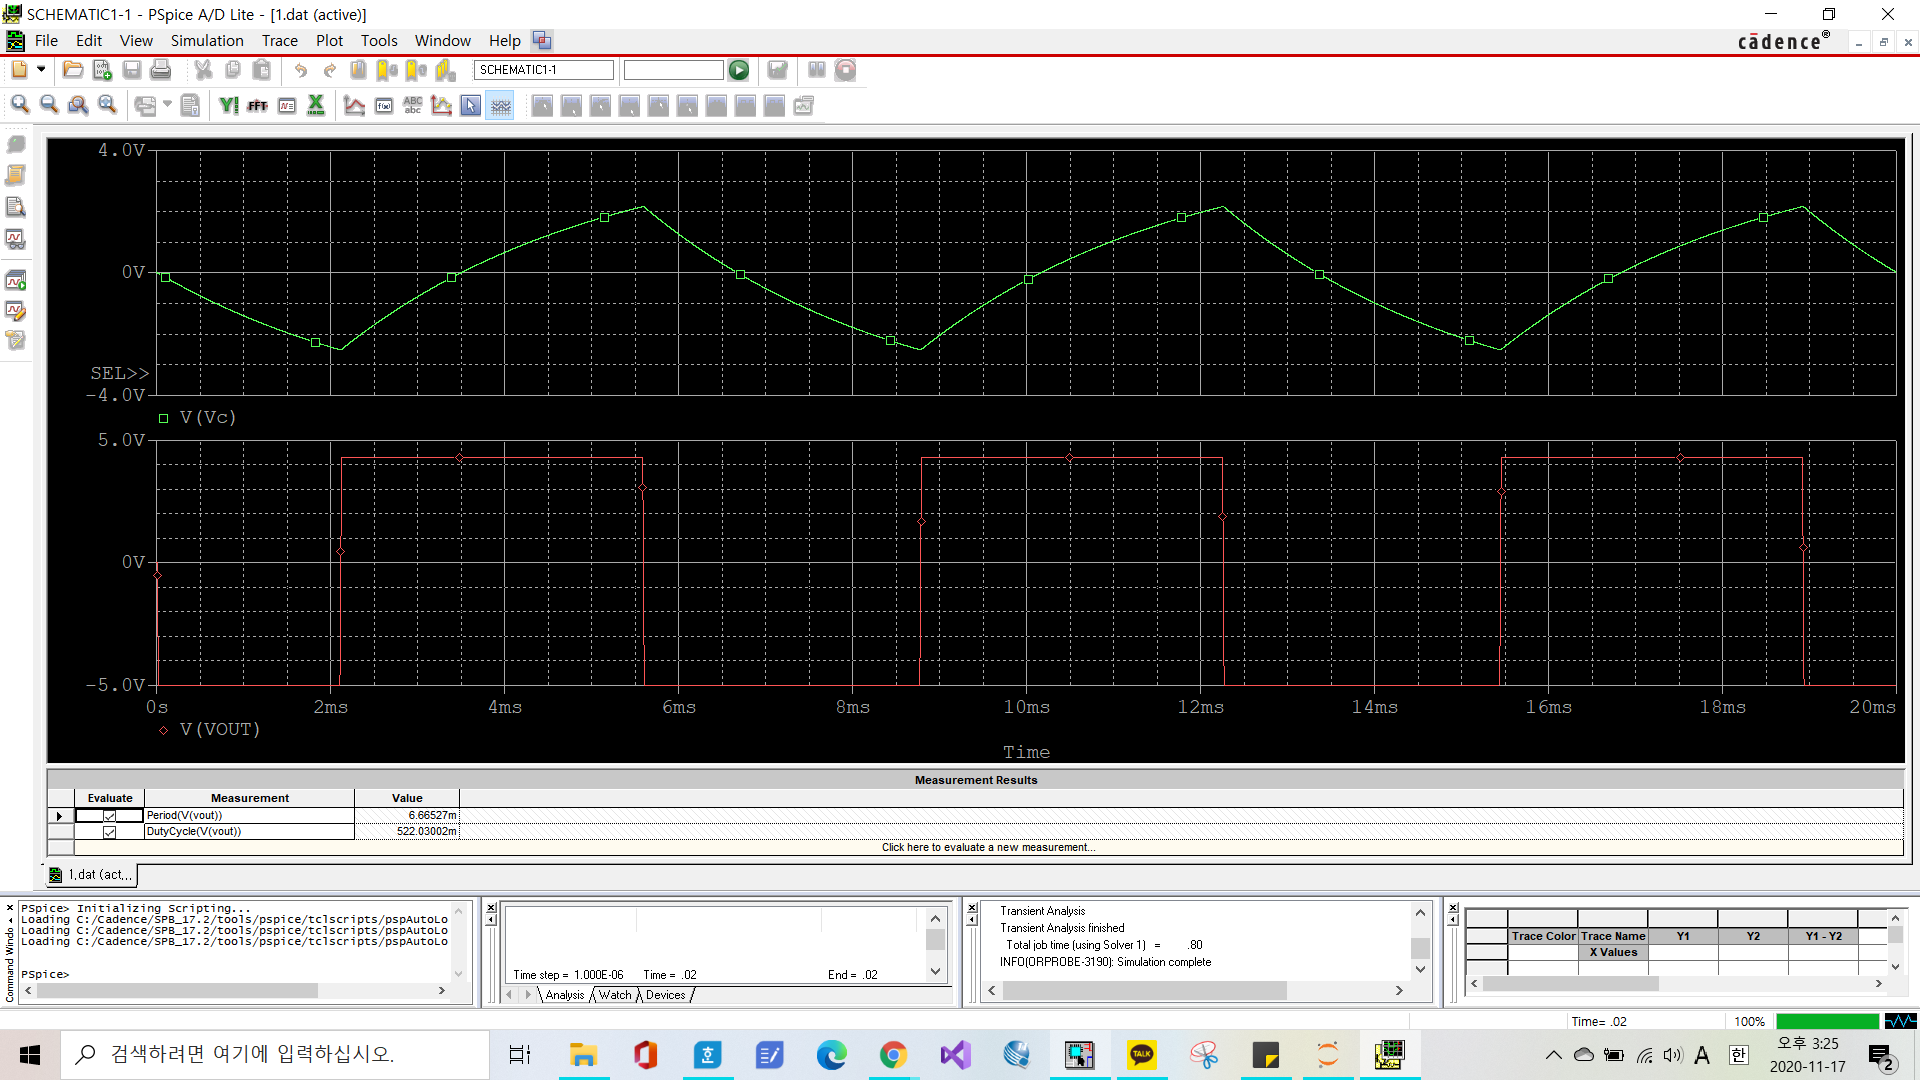 SCHEMATIC1-1 - PSpice A/D Lite - [1.dat (active)]
File Edit View Simulation Trace Plot Tools Window Help
cādence®
SCHEMATIC1-1
4.0V
0V
SEL>>
-4.0V
V(Vc)
5.0V
0V
-5.0V
0s 2ms 4ms 6ms 8ms 10ms 12ms 14ms 16ms 18ms 20ms
V(VOUT)
Time
Measurement Results
Evaluate Measurement Value
Period(V(vout)) 6.66527m
DutyCycle(V(vout)) 522.03002m
Click here to evaluate a new measurement...
1.dat (act...
Command Windo
PSpice> Initializing Scripting...
Loading C:/Cadence/SPB_17.2/tools/pspice/tclscripts/pspAutoLo
Loading C:/Cadence/SPB_17.2/tools/pspice/tclscripts/pspAutoLo
Loading C:/Cadence/SPB_17.2/tools/pspice/tclscripts/pspAutoLo
PSpice>
Time step = 1.000E-06 Time = .02 End = .02
Analysis Watch Devices
Transient Analysis
Transient Analysis finished
Total job time (using Solver 1) = .80
INFO(ORPROBE-3190): Simulation complete
Trace Color Trace Name Y1 Y2 Y1 - Y2
X Values
Time= .02 100%
검색하려면 여기에 입력하십시오.
TALK
A 한
오후 3:25
2020-11-17
2